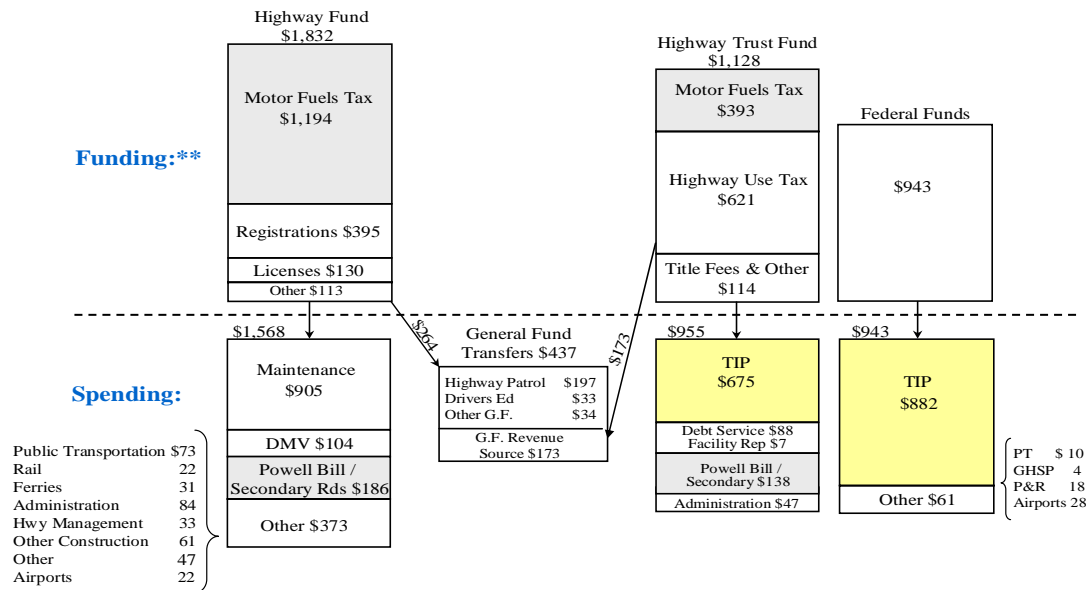 Highway Fund
$1,832
Motor Fuels Tax
$1,194
Registrations $395
Licenses $130
Other $113
Highway Trust Fund
$1,128
Motor Fuels Tax
$393
Highway Use Tax
$621
Title Fees & Other
$114
Federal Funds
$943
Funding:**
$1,568
$264
General Fund
Transfers $437
$173
$955
$943
Spending:
Maintenance
$905
DMV $104
Powell Bill /
Secondary Rds $186
Other $373
Public Transportation $73
Rail 22
Ferries 31
Administration 84
Hwy Management 33
Other Construction 61
Other 47
Airports 22
Highway Patrol $197
Drivers Ed $33
Other G.F. $34
G.F. Revenue
Source $173
TIP
$675
Debt Service $88
Facility Rep $7
Powell Bill /
Secondary $138
Administration $47
TIP
$882
Other $61
PT $ 10
GHSP 4
P&R 18
Airports 28